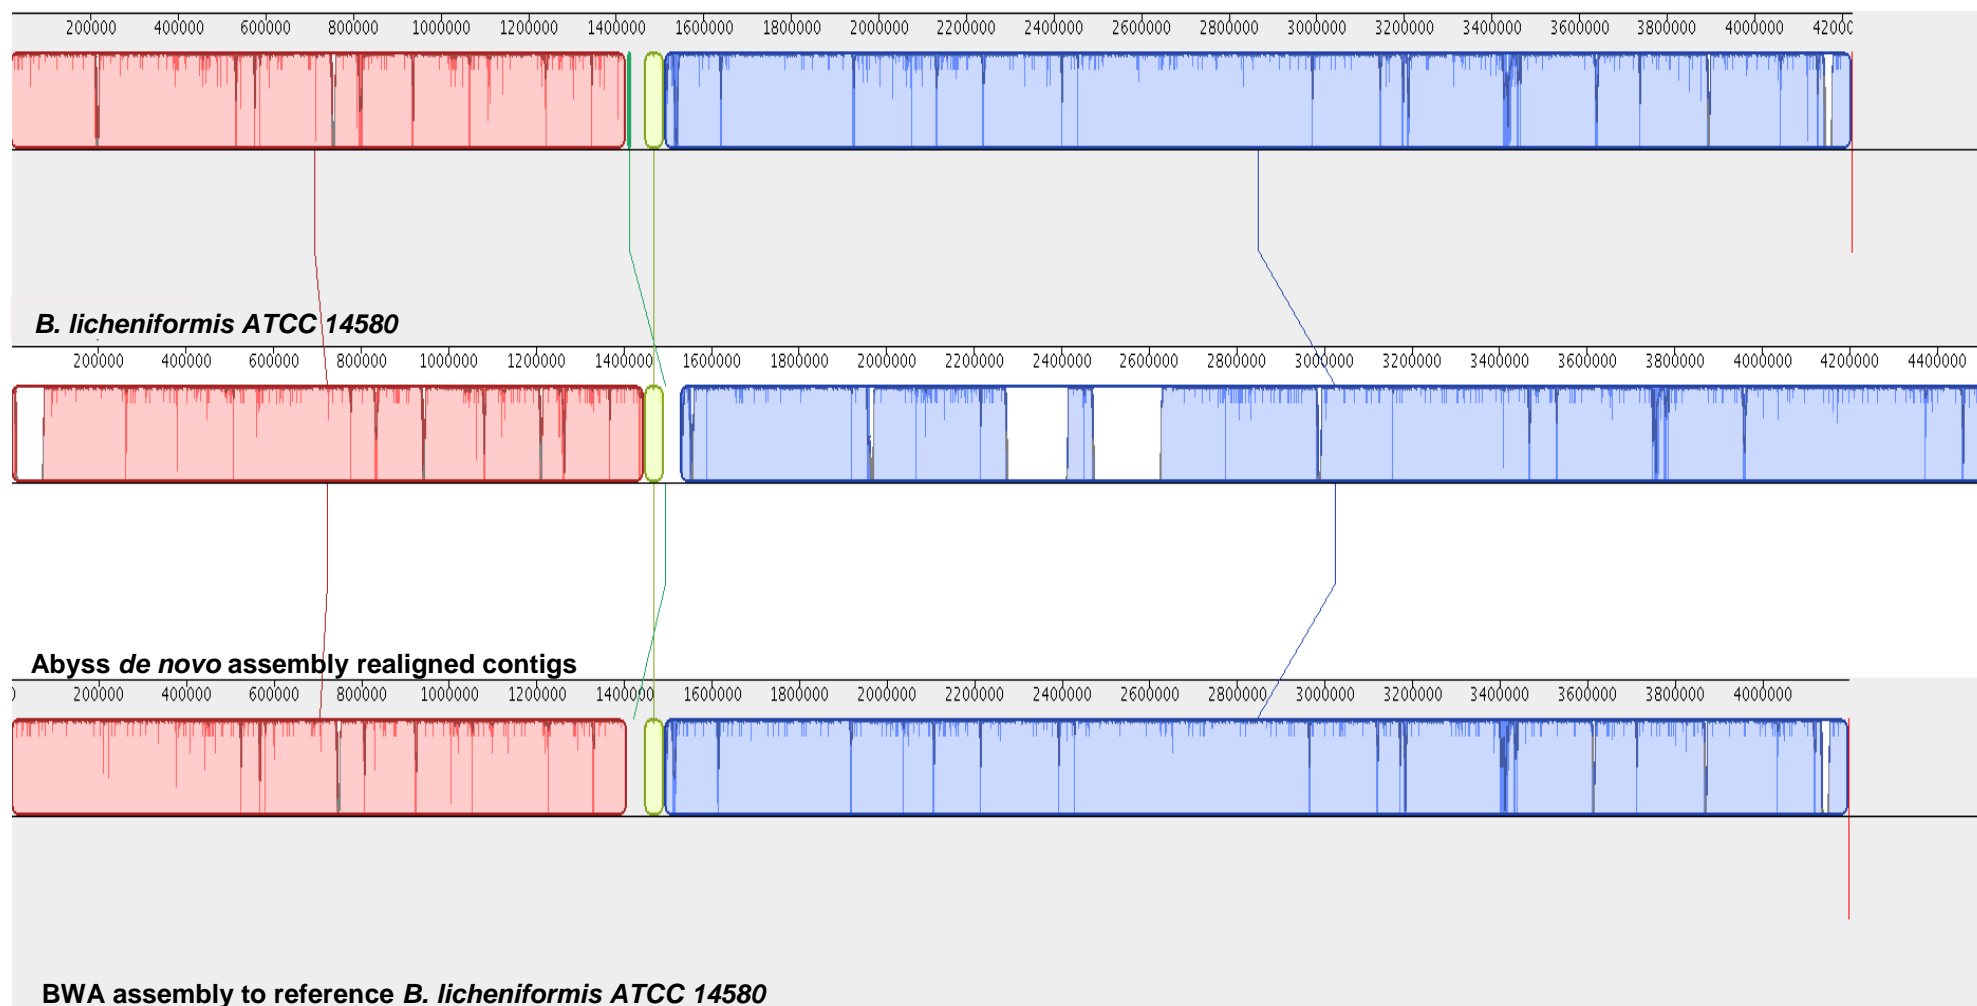 200000 400000 600000 800000 1000000 1200000 1400000 1600000 1800000 2000000 2200000 2400000 2600000 2800000 3000000 3200000 3400000 3600000 3800000 4000000 420000
B. licheniformis ATCC 14580
200000 400000 600000 800000 1000000 1200000 1400000 1600000 1800000 2000000 2200000 2400000 2600000 2800000 3000000 3200000 3400000 3600000 3800000 4000000 4200000 4400000
Abyss de novo assembly realigned contigs
0 200000 400000 600000 800000 1000000 1200000 1400000 1600000 1800000 2000000 2200000 2400000 2600000 2800000 3000000 3200000 3400000 3600000 3800000 4000000
BWA assembly to reference B. licheniformis ATCC 14580